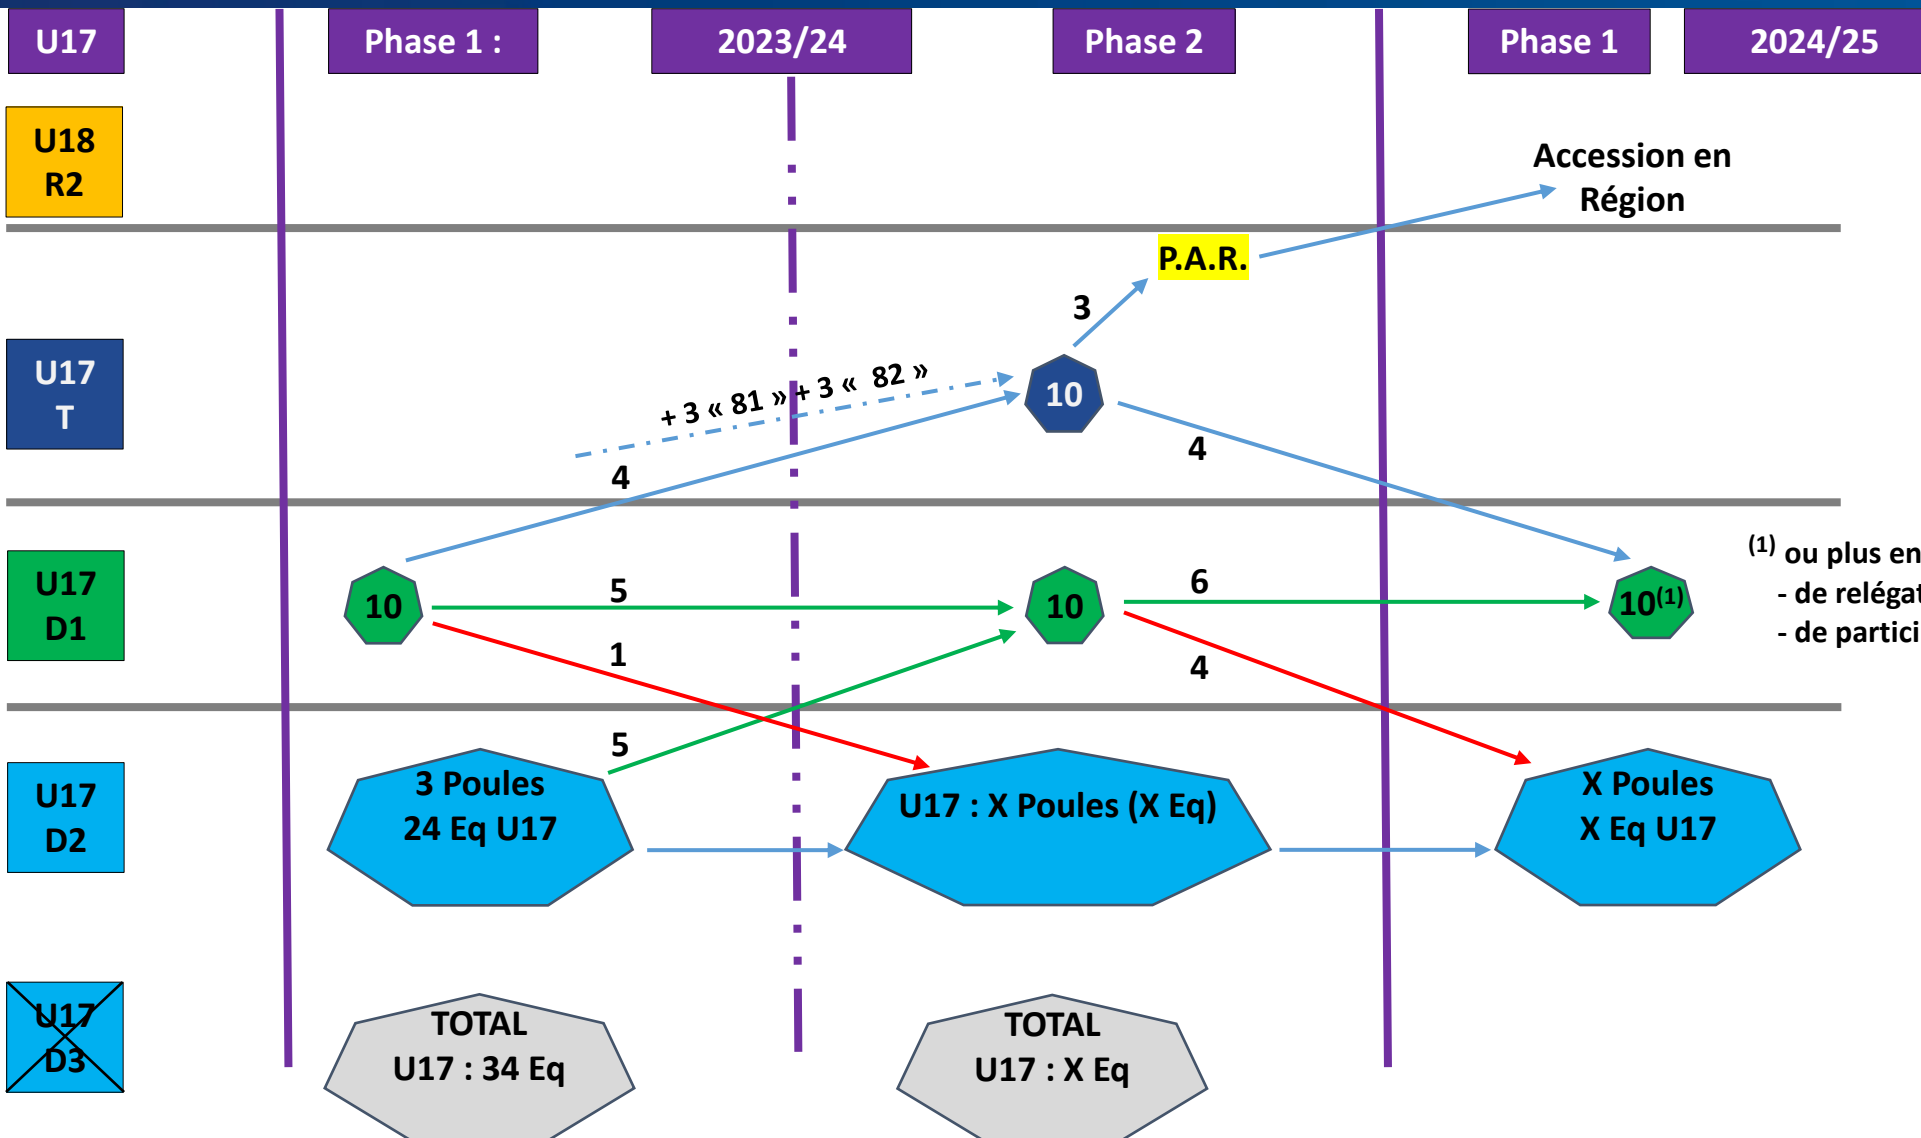 U17
Phase 1 :
2023/24
Phase 2
Phase 1
2024/25
U18
R2
Accession en
Région
P.A.R.
3
U17
T
+ 3 « 81 » + 3 «  82 »
10
4
4
U17
D1
10
5
10
6
10(1)
(1) ou plus en
- de reléga
- de partici
1
4
5
U17
D2
3 Poules
24 Eq U17
U17 : X Poules (X Eq)
X Poules
X Eq U17
U17
D3
TOTAL
U17 : 34 Eq
TOTAL
U17 : X Eq